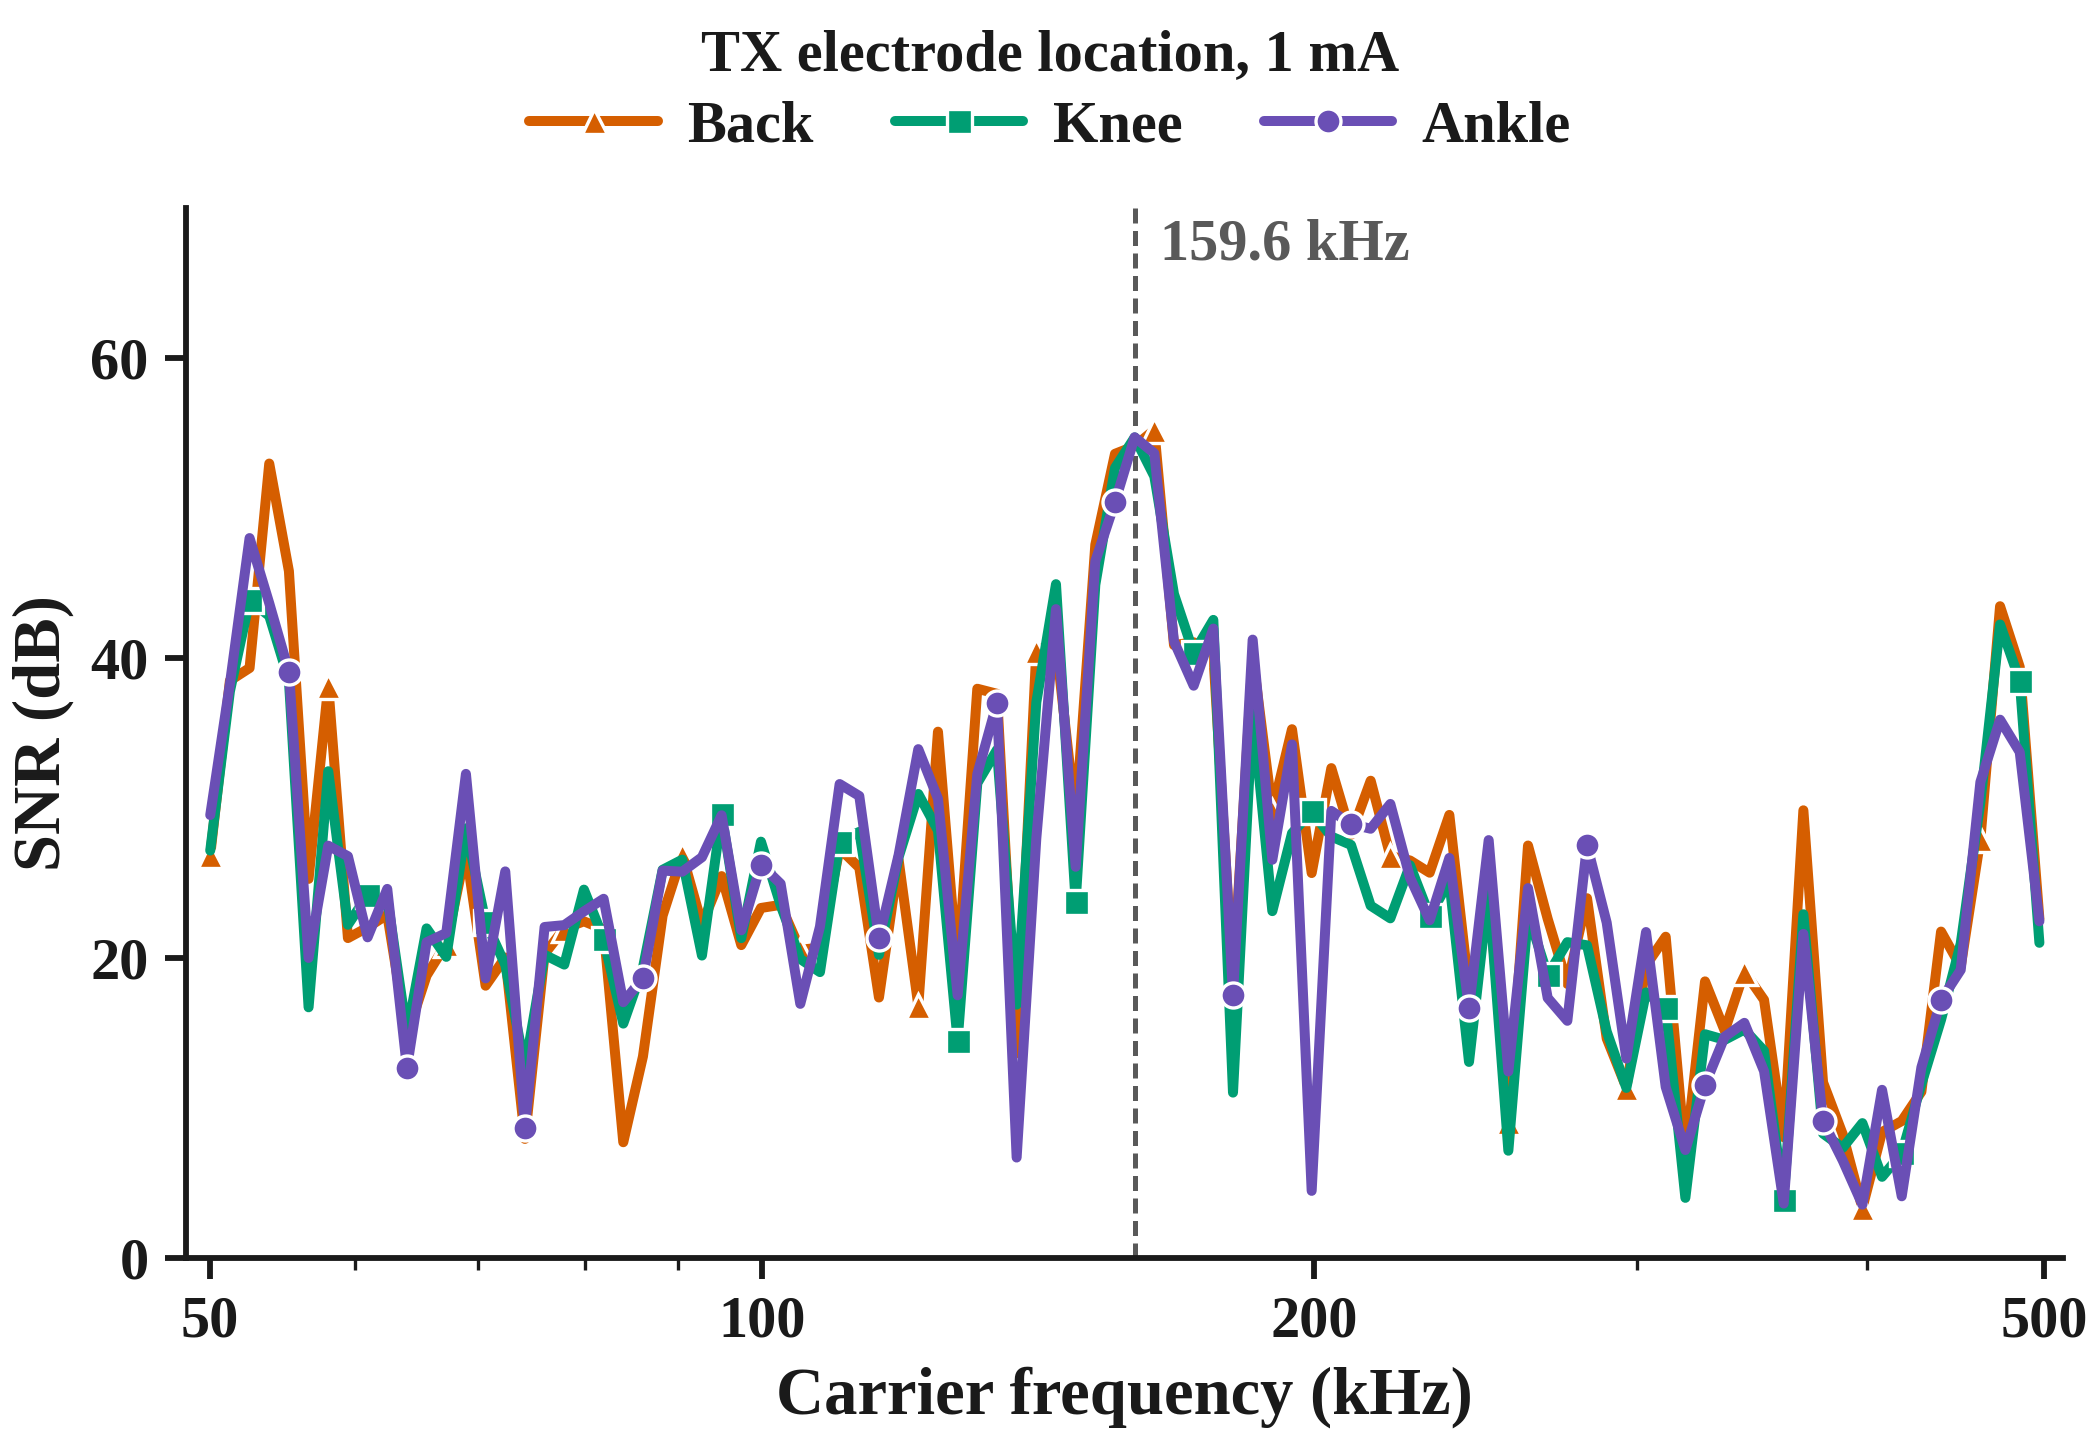 TX electrode location, 1 mA
Back Knee Ankle
159.6 kHz
60
40
20
0
SNR (dB)
50 100 200 500
Carrier frequency (kHz)